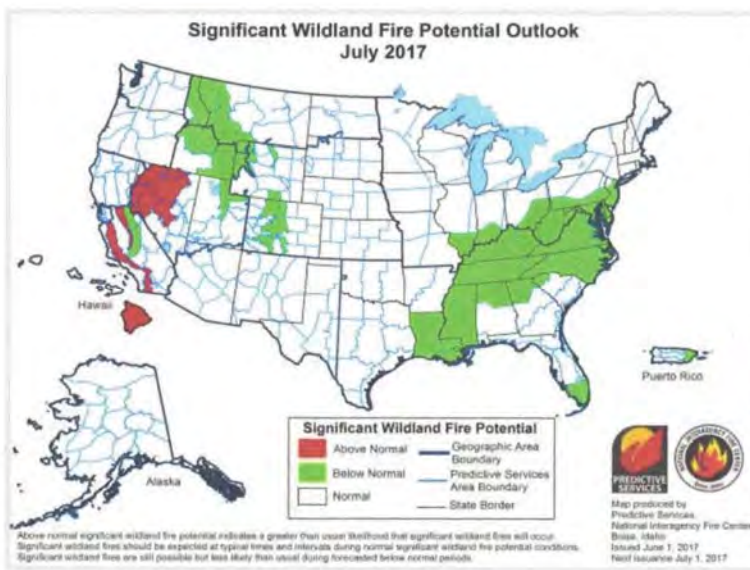 Significant Wildland Fire Potential Outlook
July 2017
Hawaii
Puerto Rico
Alaska
Significant Wildland Fire Potential
Above Normal
Below Normal
Normal
Geographic Area
Boundary
Predictive Services
Area Boundary
State Border
PREDICTIVE
SERVICES
NATIONAL INTERAGENCY FIRE CENTER
Map produced by
Predictive Services,
National Interagency Fire Center
Boise, Idaho
Issued June 1, 2017
Next issuance July 1, 2017
Above normal significant wildland fire potential indicates a greater than usual likelihood that significant wildland fires will occur.
Significant wildland fires should be expected at typical times and intervals during normal significant wildland fire potential conditions.
Significant wildland fires are still possible but less likely than usual during forecasted below normal periods.